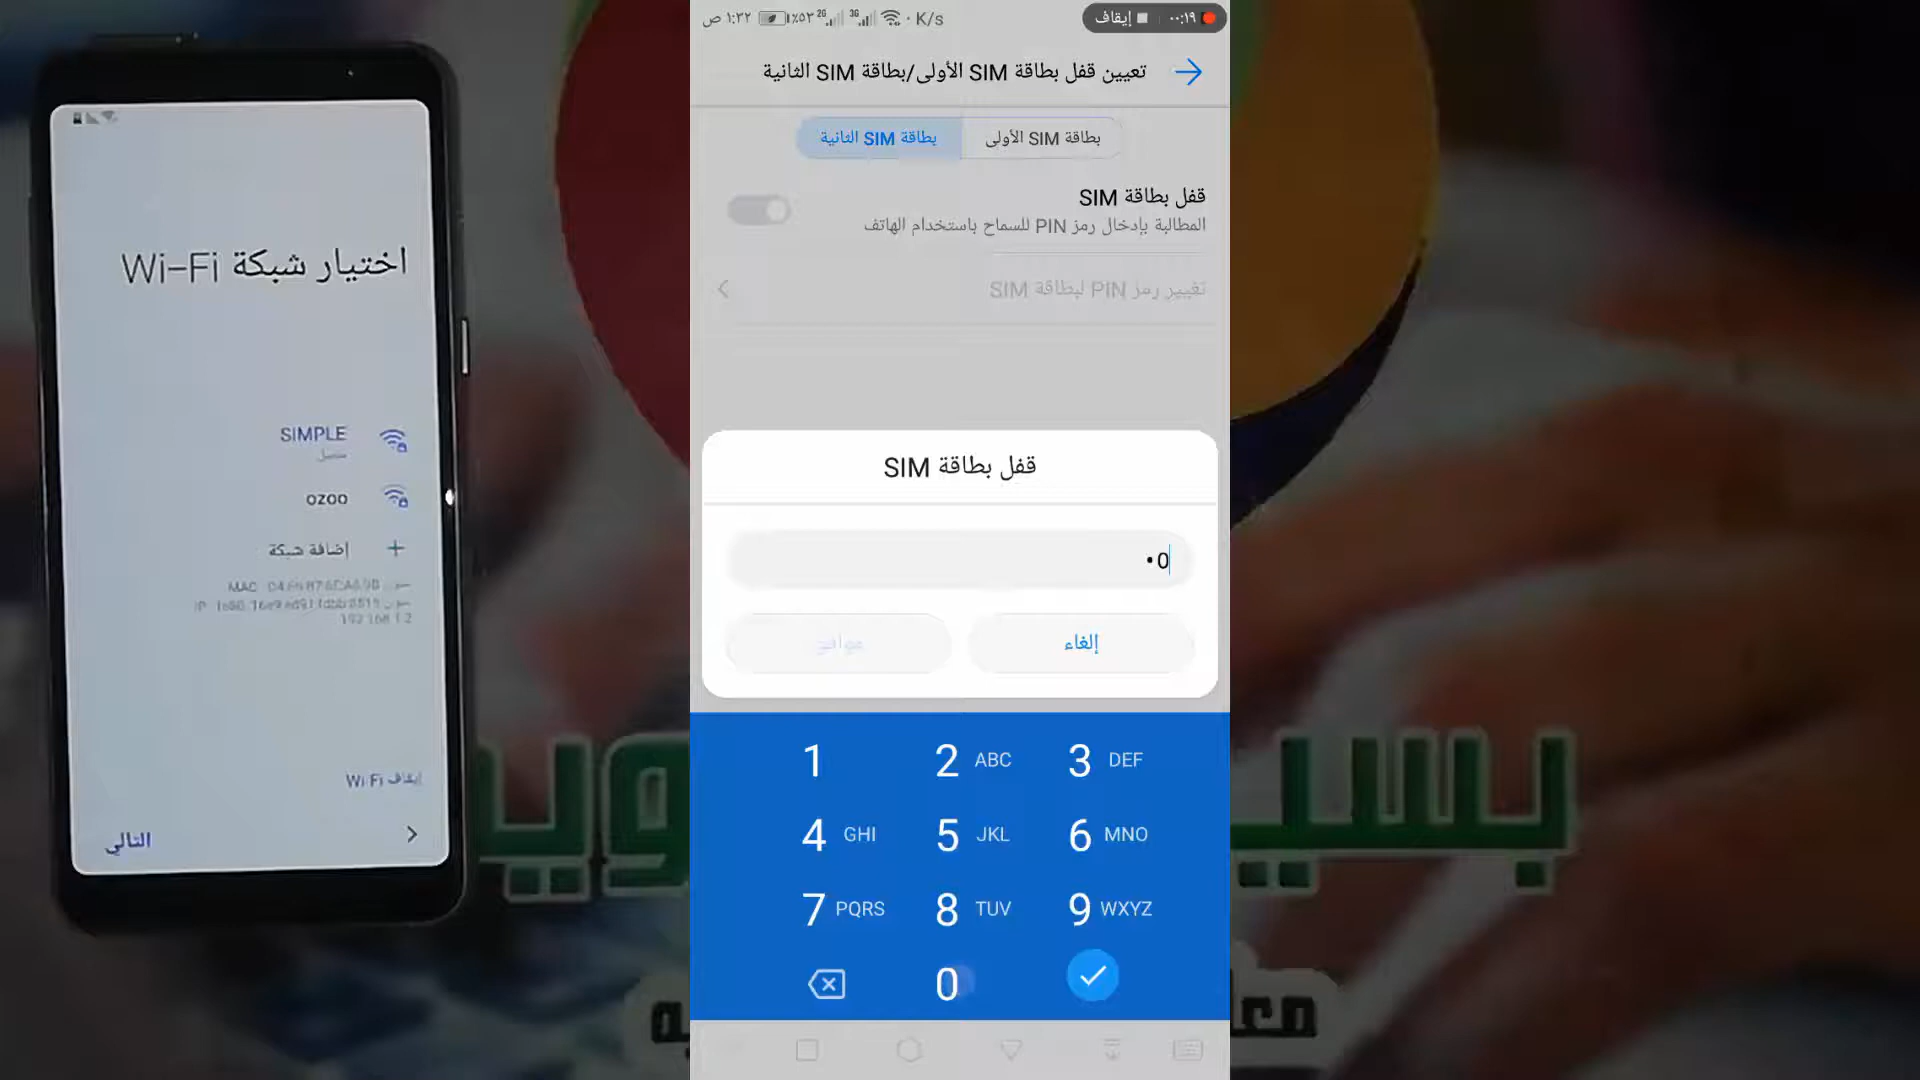 اختيار شبكة Wi-Fi
SIMPLE
متصل
ozoo
إضافة شبكة
إيقاف Wi-Fi
التالي
١:٢٢ ص
٥٣٪
2G
3G
K/s
إيقاف
٠٠:١٩
تعيين قفل بطاقة SIM الأولى/بطاقة SIM الثانية
بطاقة SIM الأولى
بطاقة SIM الثانية
قفل بطاقة SIM
المطالبة بإدخال رمز PIN للسماح باستخدام الهاتف
تغيير رمز PIN لبطاقة SIM
قفل بطاقة SIM
•0
إلغاء
موافق
1
2 ABC
3 DEF
4 GHI
5 JKL
6 MNO
7 PQRS
8 TUV
9 WXYZ
0